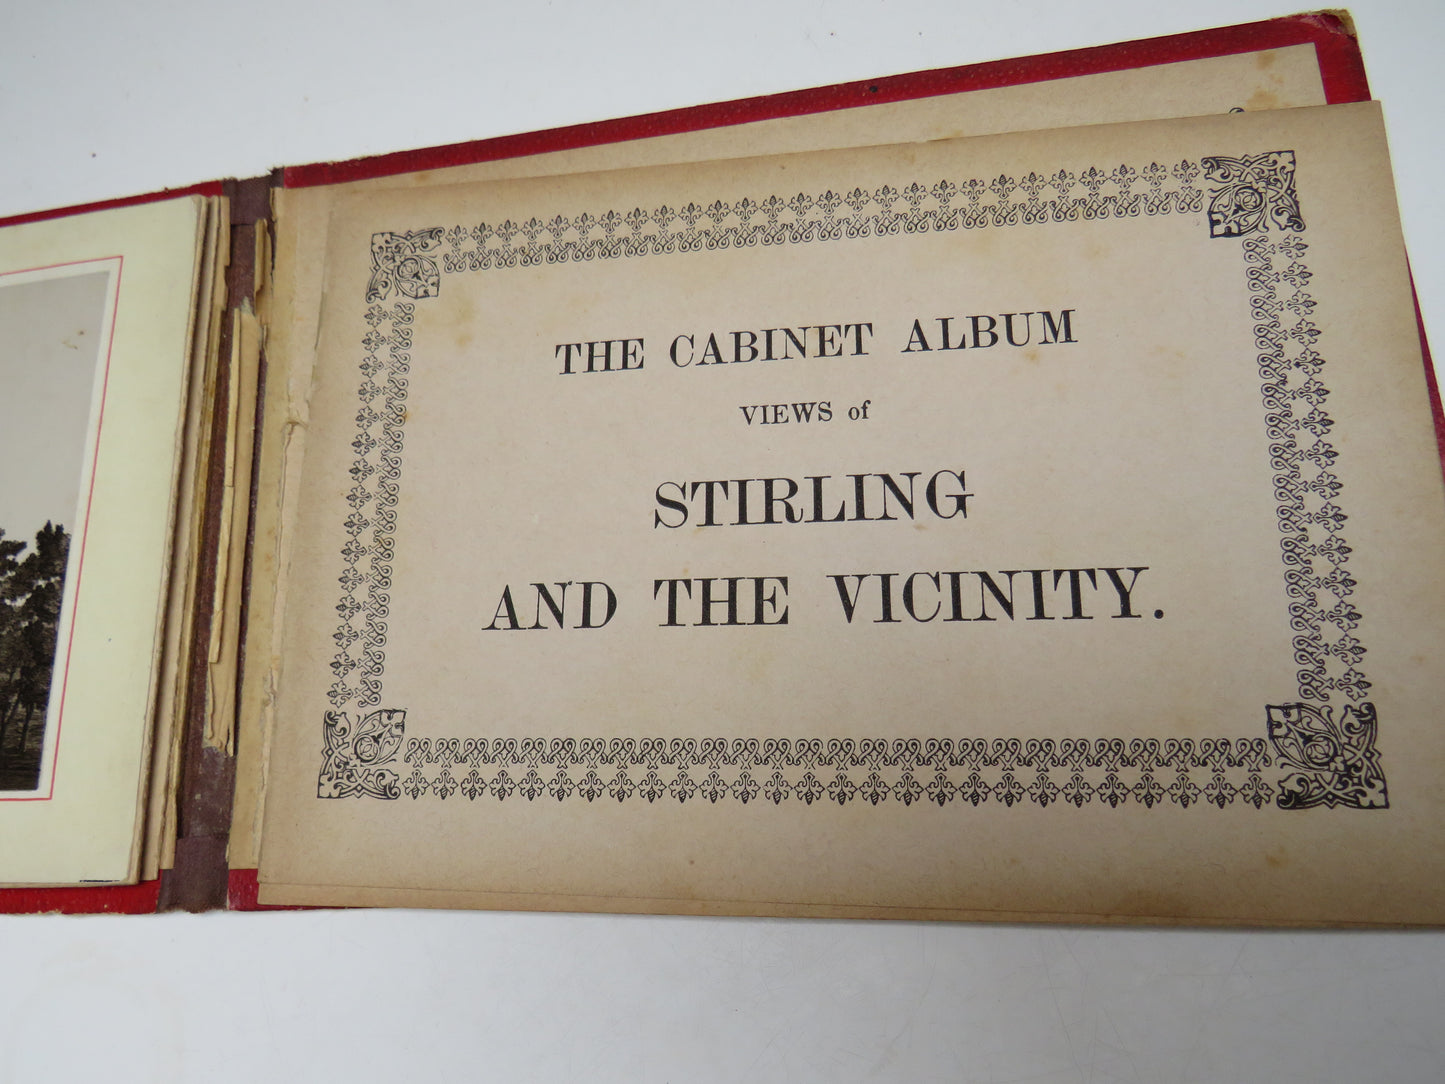 THE CABINET ALBUM
VIEWS of
STIRLING
AND THE VICINITY.